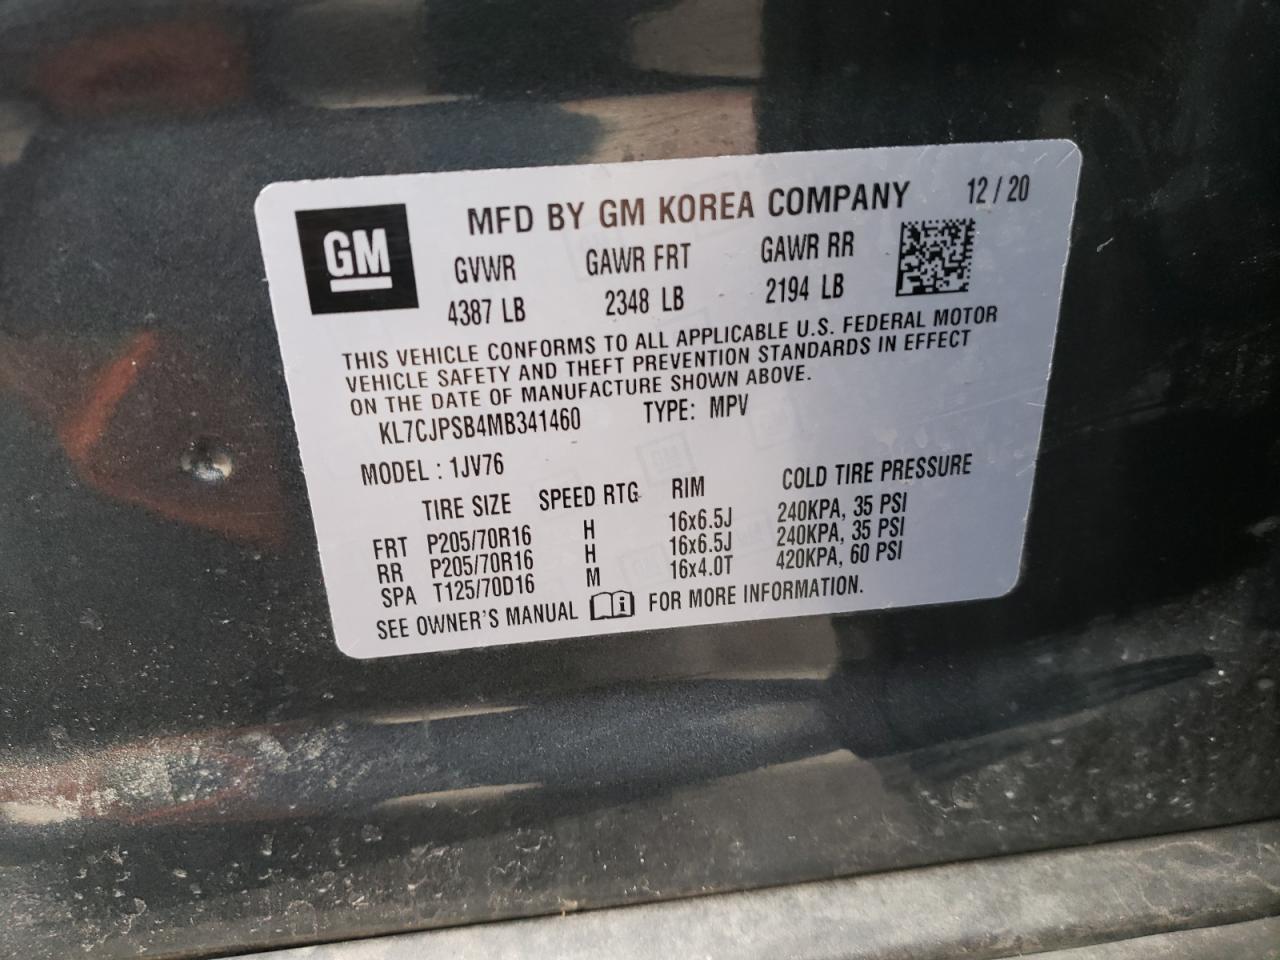 GM
MFD BY GM KOREA COMPANY 12 / 20
GVWR GAWR FRT GAWR RR
4387 LB 2348 LB 2194 LB
THIS VEHICLE CONFORMS TO ALL APPLICABLE U.S. FEDERAL MOTOR
VEHICLE SAFETY AND THEFT PREVENTION STANDARDS IN EFFECT
ON THE DATE OF MANUFACTURE SHOWN ABOVE.
KL7CJPSB4MB341460 TYPE: MPV
MODEL : 1JV76
TIRE SIZE SPEED RTG RIM COLD TIRE PRESSURE
FRT P205/70R16 H 16x6.5J 240KPA, 35 PSI
RR P205/70R16 H 16x6.5J 240KPA, 35 PSI
SPA T125/70D16 M 16x4.0T 420KPA, 60 PSI
SEE OWNER'S MANUAL FOR MORE INFORMATION.